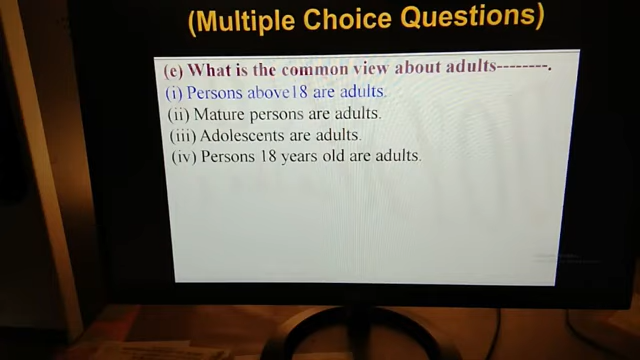 (Multiple Choice Questions)
(e) What is the common view about adults--------.
(i) Persons above18 are adults.
(ii) Mature persons are adults.
(iii) Adolescents are adults.
(iv) Persons 18 years old are adults.